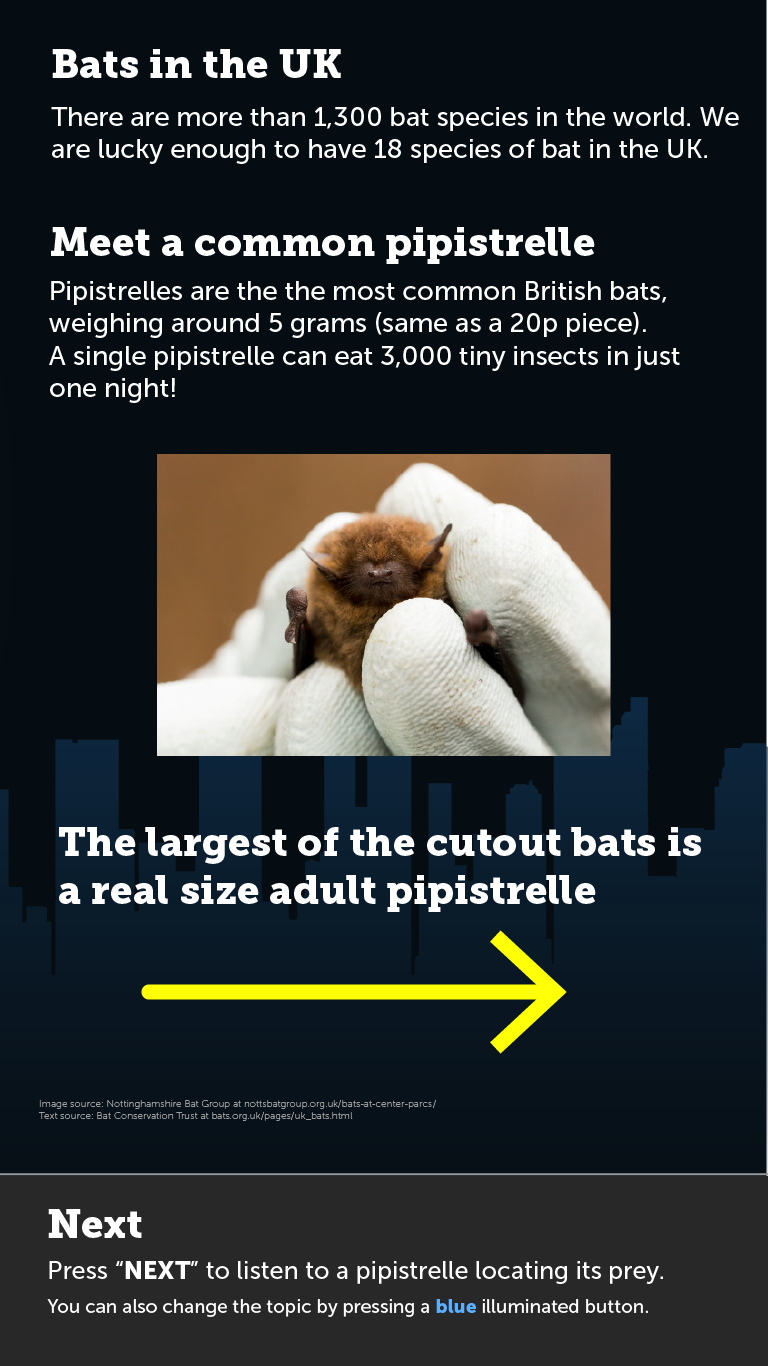 Bats in the UK
There are more than 1,300 bat species in the world. We
are lucky enough to have 18 species of bat in the UK.
Meet a common pipistrelle
Pipistrelles are the the most common British bats,
weighing around 5 grams (same as a 20p piece).
A single pipistrelle can eat 3,000 tiny insects in just
one night!
The largest of the cutout bats is
a real size adult pipistrelle
Image source: Nottinghamshire Bat Group at nottsbatgroup.org.uk/bats-at-center-parcs/
Text source: Bat Conservation Trust at bats.org.uk/pages/uk_bats.html
Next
Press “NEXT” to listen to a pipistrelle locating its prey.
You can also change the topic by pressing a blue illuminated button.